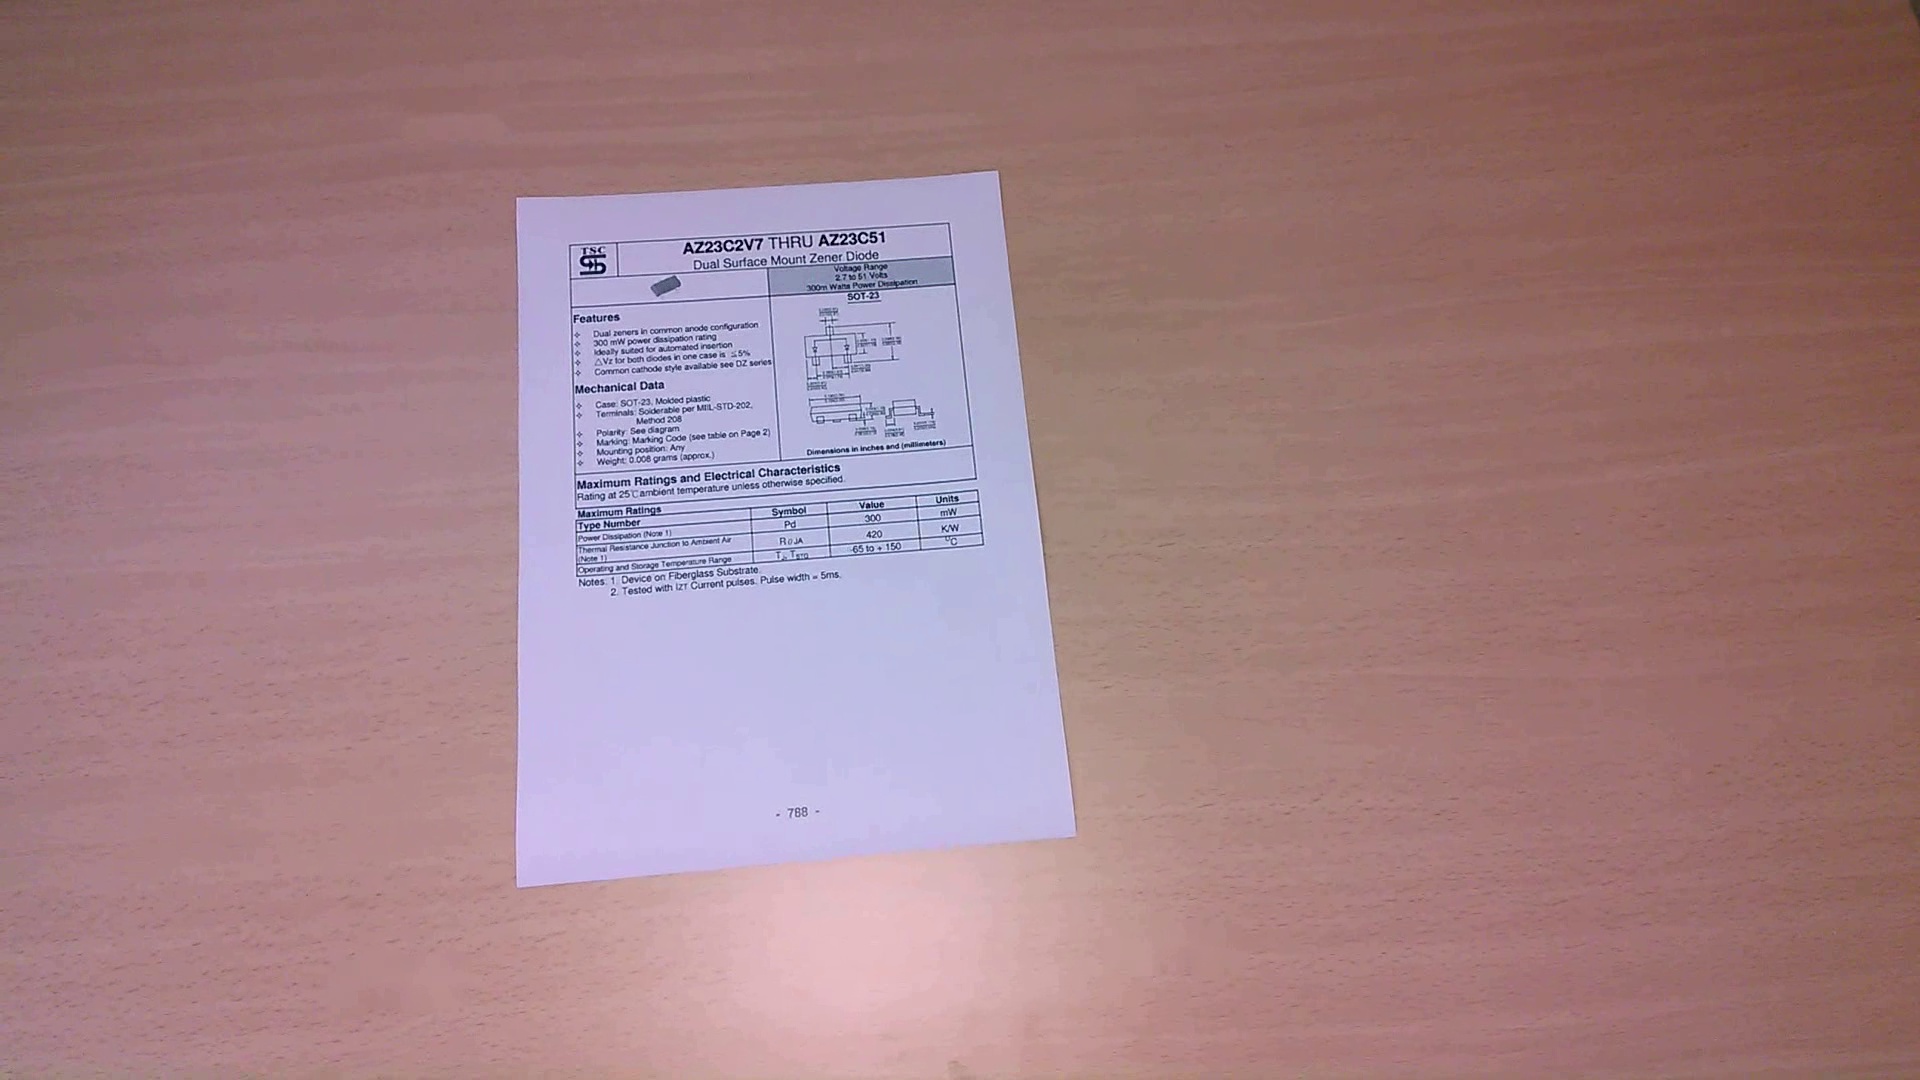 TSC
AZ23C2V7 THRU AZ23C51
Dual Surface Mount Zener Diode
Voltage Range
2.7 to 51 Volts
300m Watts Power Dissipation
SOT-23
Features
Dual zeners in common anode configuration
300 mW power dissipation rating
Ideally suited for automated insertion
△Vz for both diodes in one case is ≤5%
Common cathode style available see DZ series
Mechanical Data
Case: SOT-23, Molded plastic
Terminals: Solderable per MIIL-STD-202,
Method 208
Polarity: See diagram
Marking: Marking Code (see table on Page 2)
Mounting position: Any
Weight: 0.008 grams (approx.)
Dimensions in inches and (millimeters)
Maximum Ratings and Electrical Characteristics
Rating at 25℃ ambient temperature unless otherwise specified.
Maximum Ratings
Type Number Symbol Value Units
Power Dissipation (Note 1) Pd 300 mW
Thermal Resistance Junction to Ambient Air
(Note 1) RθJA 420 K/W
Operating and Storage Temperature Range TJ, TSTG -65 to + 150 °C
Notes: 1. Device on Fiberglass Substrate.
2. Tested with IZT Current pulses. Pulse width = 5ms.
- 788 -